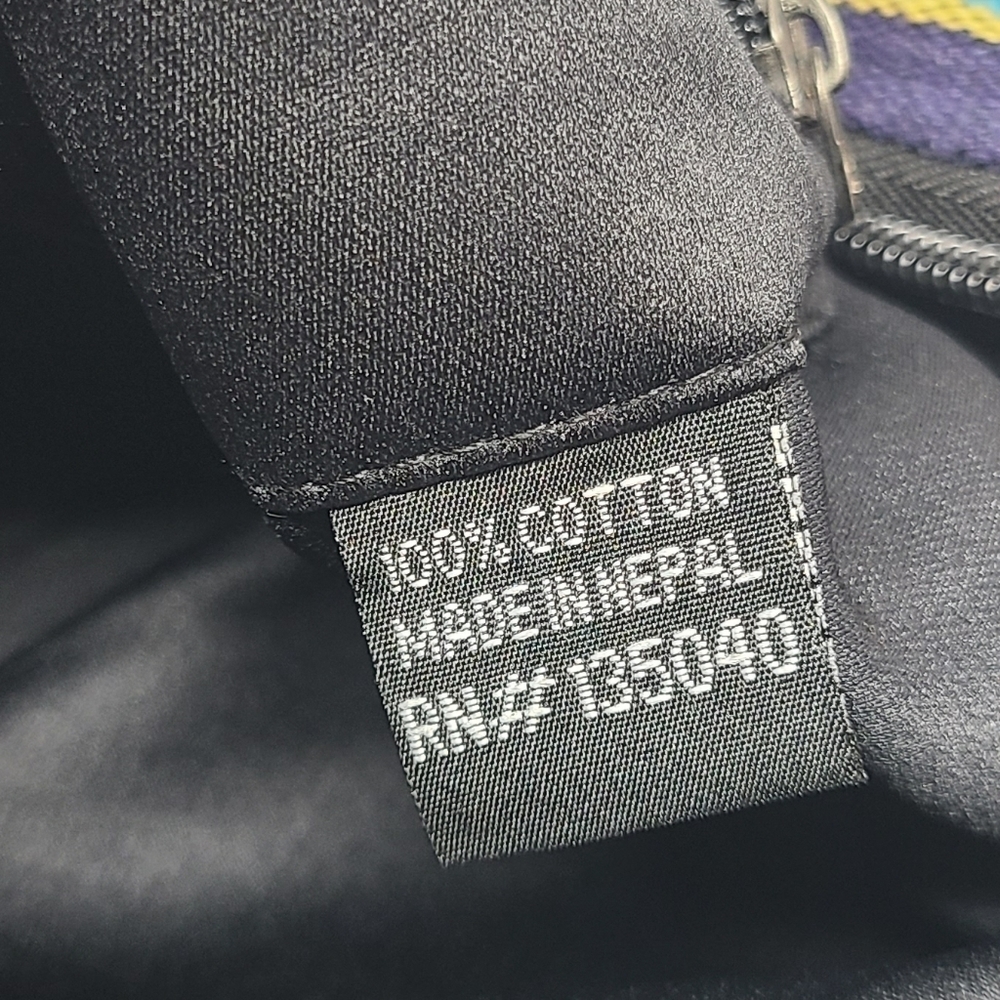 100% COTTON
MADE IN NEPAL
RN# 135040